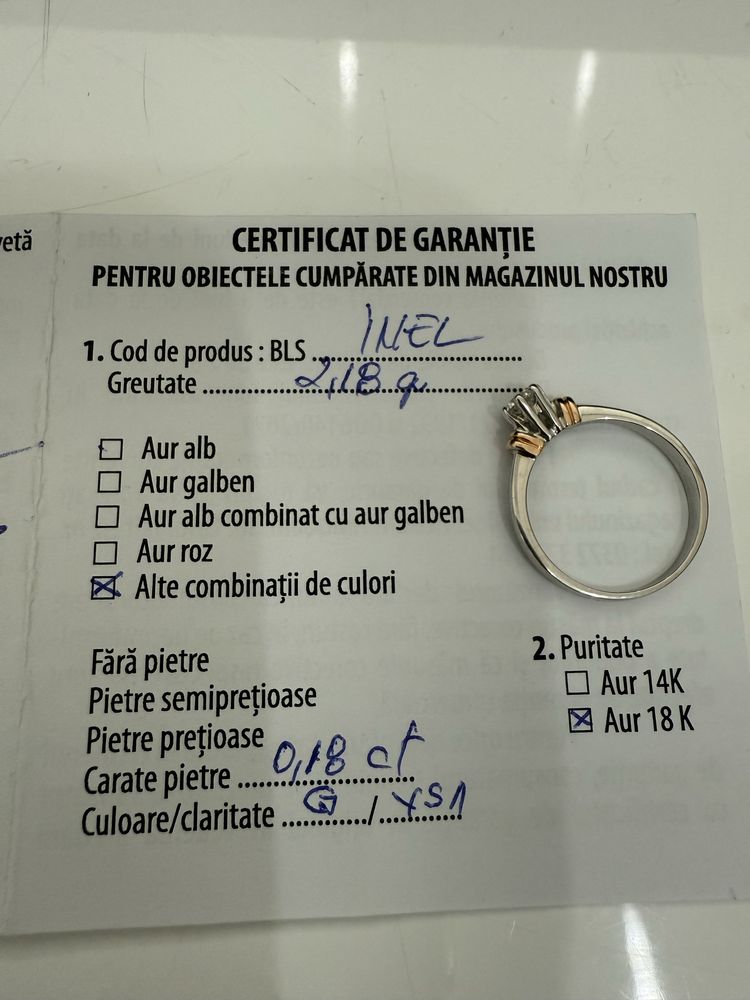 vetă
CERTIFICAT DE GARANȚIE
PENTRU OBIECTELE CUMPĂRATE DIN MAGAZINUL NOSTRU
1. Cod de produs : BLS INEL
Greutate 2,18 g
Aur alb
Aur galben
Aur alb combinat cu aur galben
Aur roz
Alte combinații de culori
Fără pietre
Pietre semiprețioase
Pietre prețioase
Carate pietre 0,18 ct
Culoare/claritate G / VS1
2. Puritate
Aur 14K
Aur 18 K